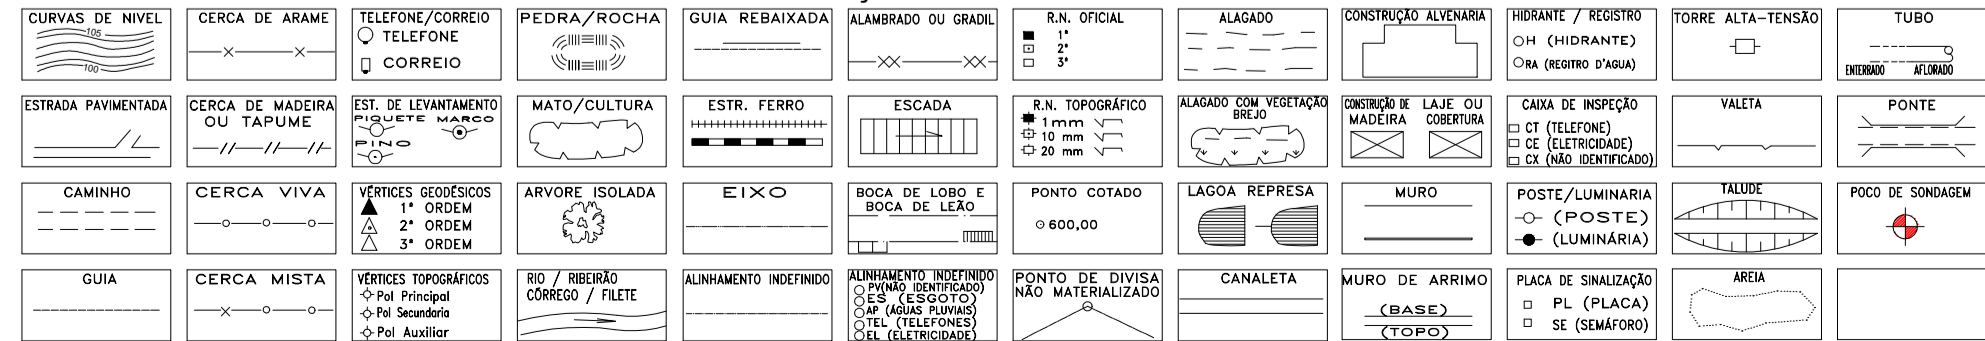 CURVAS DE NIVEL
105
100
CERCA DE ARAME
TELEFONE/CORREIO
TELEFONE
CORREIO
PEDRA/ROCHA
GUIA REBAIXADA
ALAMBRADO OU GRADIL
R.N. OFICIAL
1ª
2ª
3ª
ALAGADO
CONSTRUÇÃO ALVENARIA
HIDRANTE / REGISTRO
H (HIDRANTE)
RA (REGITRO D'AGUA)
TORRE ALTA-TENSÃO
TUBO
ENTERRADO AFLORADO
ESTRADA PAVIMENTADA
CERCA DE MADEIRA
OU TAPUME
EST. DE LEVANTAMENTO
PIQUETE MARCO
PINO
MATO/CULTURA
ESTR. FERRO
ESCADA
R.N. TOPOGRÁFICO
1 mm
10 mm
20 mm
ALAGADO COM VEGETAÇÃO
BREJO
CONSTRUÇÃO DE
MADEIRA
LAJE OU
COBERTURA
CAIXA DE INSPEÇÃO
CT (TELEFONE)
CE (ELETRICIDADE)
CX (NÃO IDENTIFICADO)
VALETA
PONTE
CAMINHO
CERCA VIVA
VÉRTICES GEODÉSICOS
1ª ORDEM
2ª ORDEM
3ª ORDEM
ARVORE ISOLADA
EIXO
BOCA DE LOBO E
BOCA DE LEÃO
PONTO COTADO
600,00
LAGOA REPRESA
MURO
POSTE/LUMINARIA
(POSTE)
(LUMINÁRIA)
TALUDE
POCO DE SONDAGEM
GUIA
CERCA MISTA
VÉRTICES TOPOGRÁFICOS
Pol Principal
Pol Secundaria
Pol Auxiliar
RIO / RIBEIRÃO
CÕRREGO / FILETE
ALINHAMENTO INDEFINIDO
ALINHAMENTO INDEFINIDO
PV(NÃO IDENTIFICADO)
ES (ESGOTO)
AP (ÁGUAS PLUVIAIS)
TEL (TELEFONES)
EL (ELETRICIDADE)
PONTO DE DIVISA
NÃO MATERIALIZADO
CANALETA
MURO DE ARRIMO
(BASE)
(TOPO)
PLACA DE SINALIZAÇÃO
PL (PLACA)
SE (SEMÁFORO)
AREIA